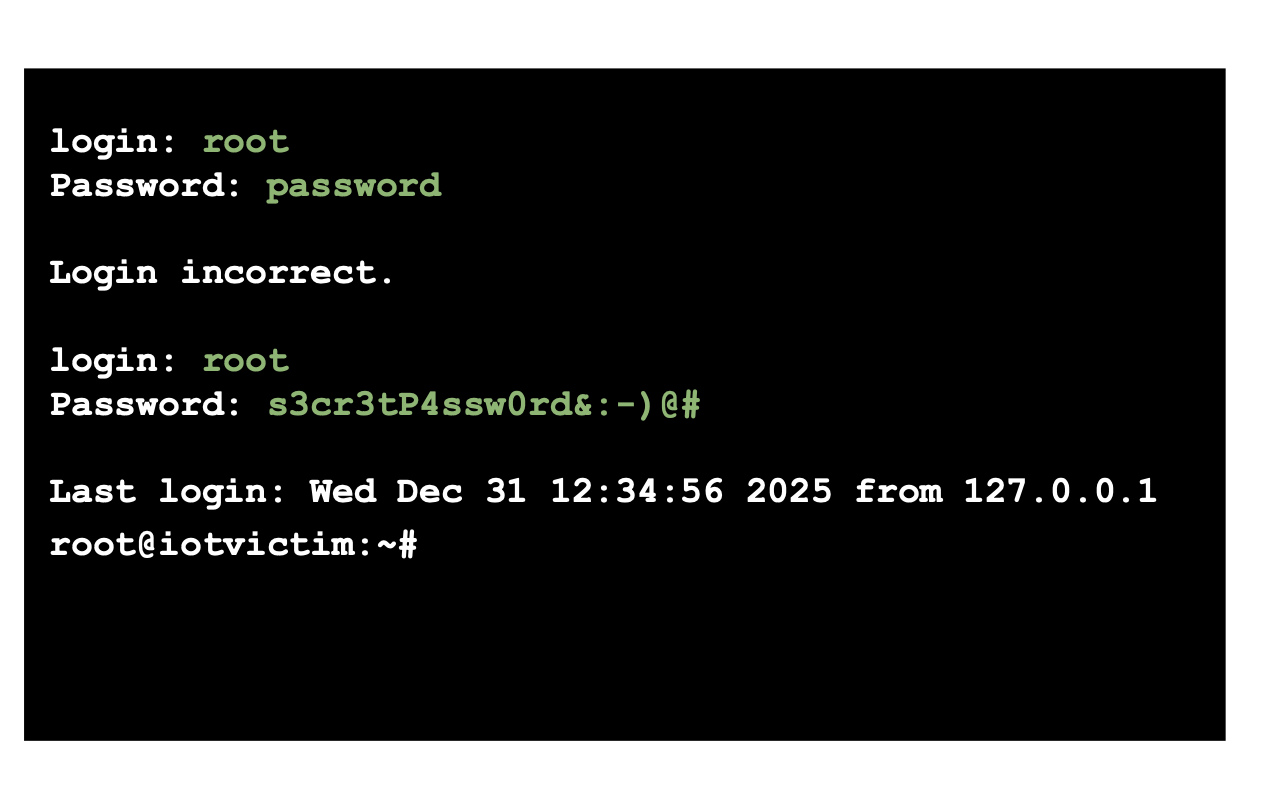 login: root
Password: password
Login incorrect.
login: root
Password: s3cr3tP4ssw0rd&:-)@#
Last login: Wed Dec 31 12:34:56 2025 from 127.0.0.1
root@iotvictim:~#